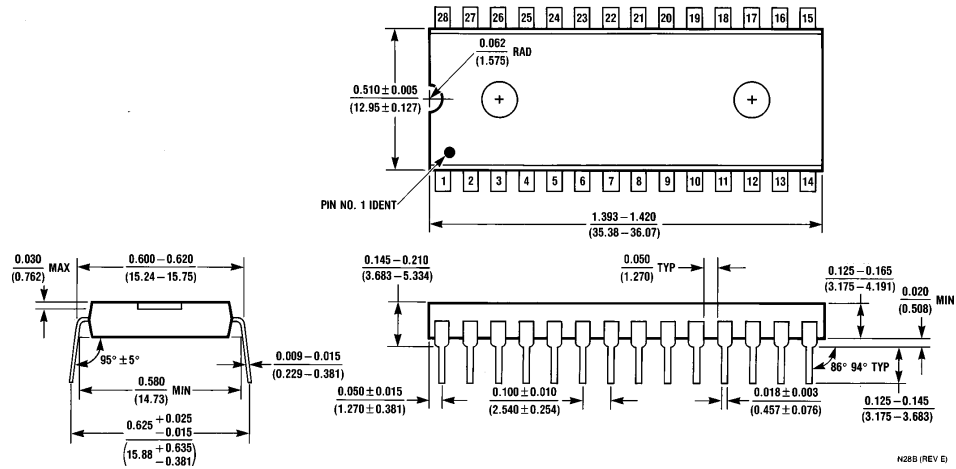 28 27 26 25 24 23 22 21 20 19 18 17 16 15
0.062
(1.575) RAD
0.510 ± 0.005
(12.95 ± 0.127)
PIN NO. 1 IDENT
1 2 3 4 5 6 7 8 9 10 11 12 13 14
1.393 – 1.420
(35.38 – 36.07)
0.030
(0.762) MAX
0.600 – 0.620
(15.24 – 15.75)
95° ± 5°
0.009 – 0.015
(0.229 – 0.381)
0.580
(14.73) MIN
0.625 + 0.025
– 0.015
(15.88 + 0.635
– 0.381)
0.145 – 0.210
(3.683 – 5.334)
0.050
(1.270) TYP
0.125 – 0.165
(3.175 – 4.191)
0.020
(0.508) MIN
86° 94° TYP
0.050 ± 0.015
(1.270 ± 0.381)
0.100 ± 0.010
(2.540 ± 0.254)
0.018 ± 0.003
(0.457 ± 0.076)
0.125 – 0.145
(3.175 – 3.683)
N28B (REV E)